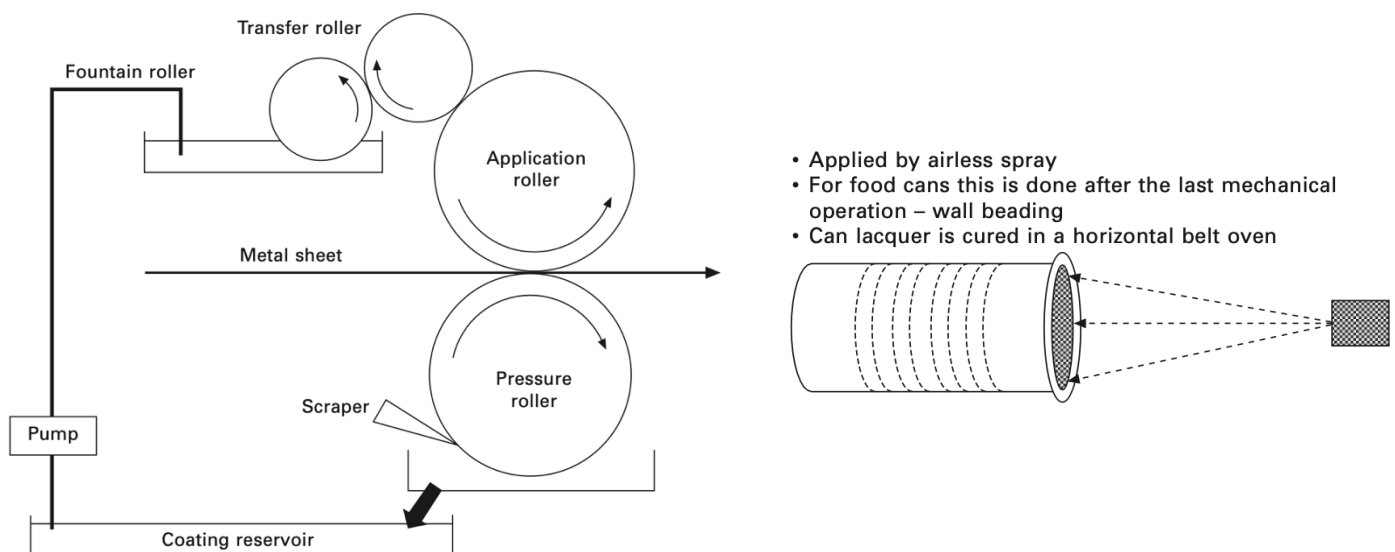 Transfer roller
Fountain roller
Application
roller
Metal sheet
Pressure
roller
Scraper
Pump
Coating reservoir
• Applied by airless spray
• For food cans this is done after the last mechanical
operation – wall beading
• Can lacquer is cured in a horizontal belt oven